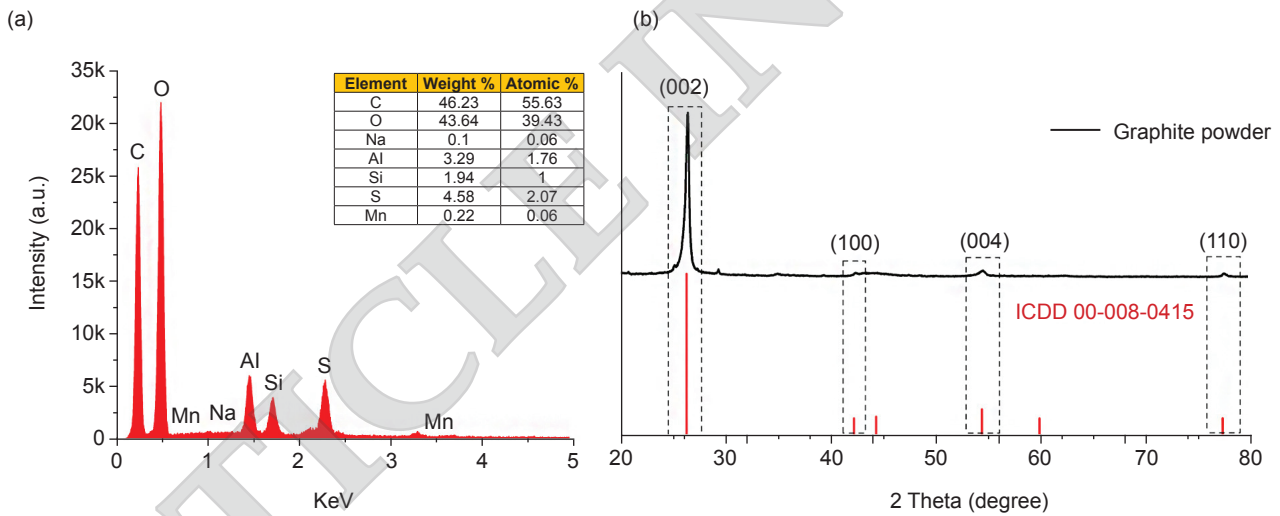 (a)
35k
20k
25k
20k
15k
10k
5k
0
Intensity (a.u.)
C
O
Mn
Na
Al
Si
S
Mn
0 1 2 3 4 5
KeV
Element Weight % Atomic %
C 46.23 55.63
O 43.64 39.43
Na 0.1 0.06
Al 3.29 1.76
Si 1.94 1
S 4.58 2.07
Mn 0.22 0.06
(b)
(002)
Graphite powder
(100)
(004)
(110)
ICDD 00-008-0415
20 30 40 50 60 70 80
2 Theta (degree)
TICLE IN